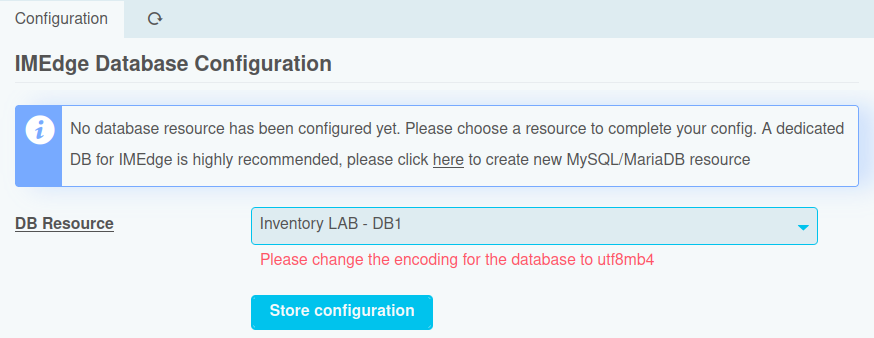 Configuration
IMEdge Database Configuration
No database resource has been configured yet. Please choose a resource to complete your config. A dedicated
DB for IMEdge is highly recommended, please click here to create new MySQL/MariaDB resource
DB Resource
Inventory LAB - DB1
Please change the encoding for the database to utf8mb4
Store configuration